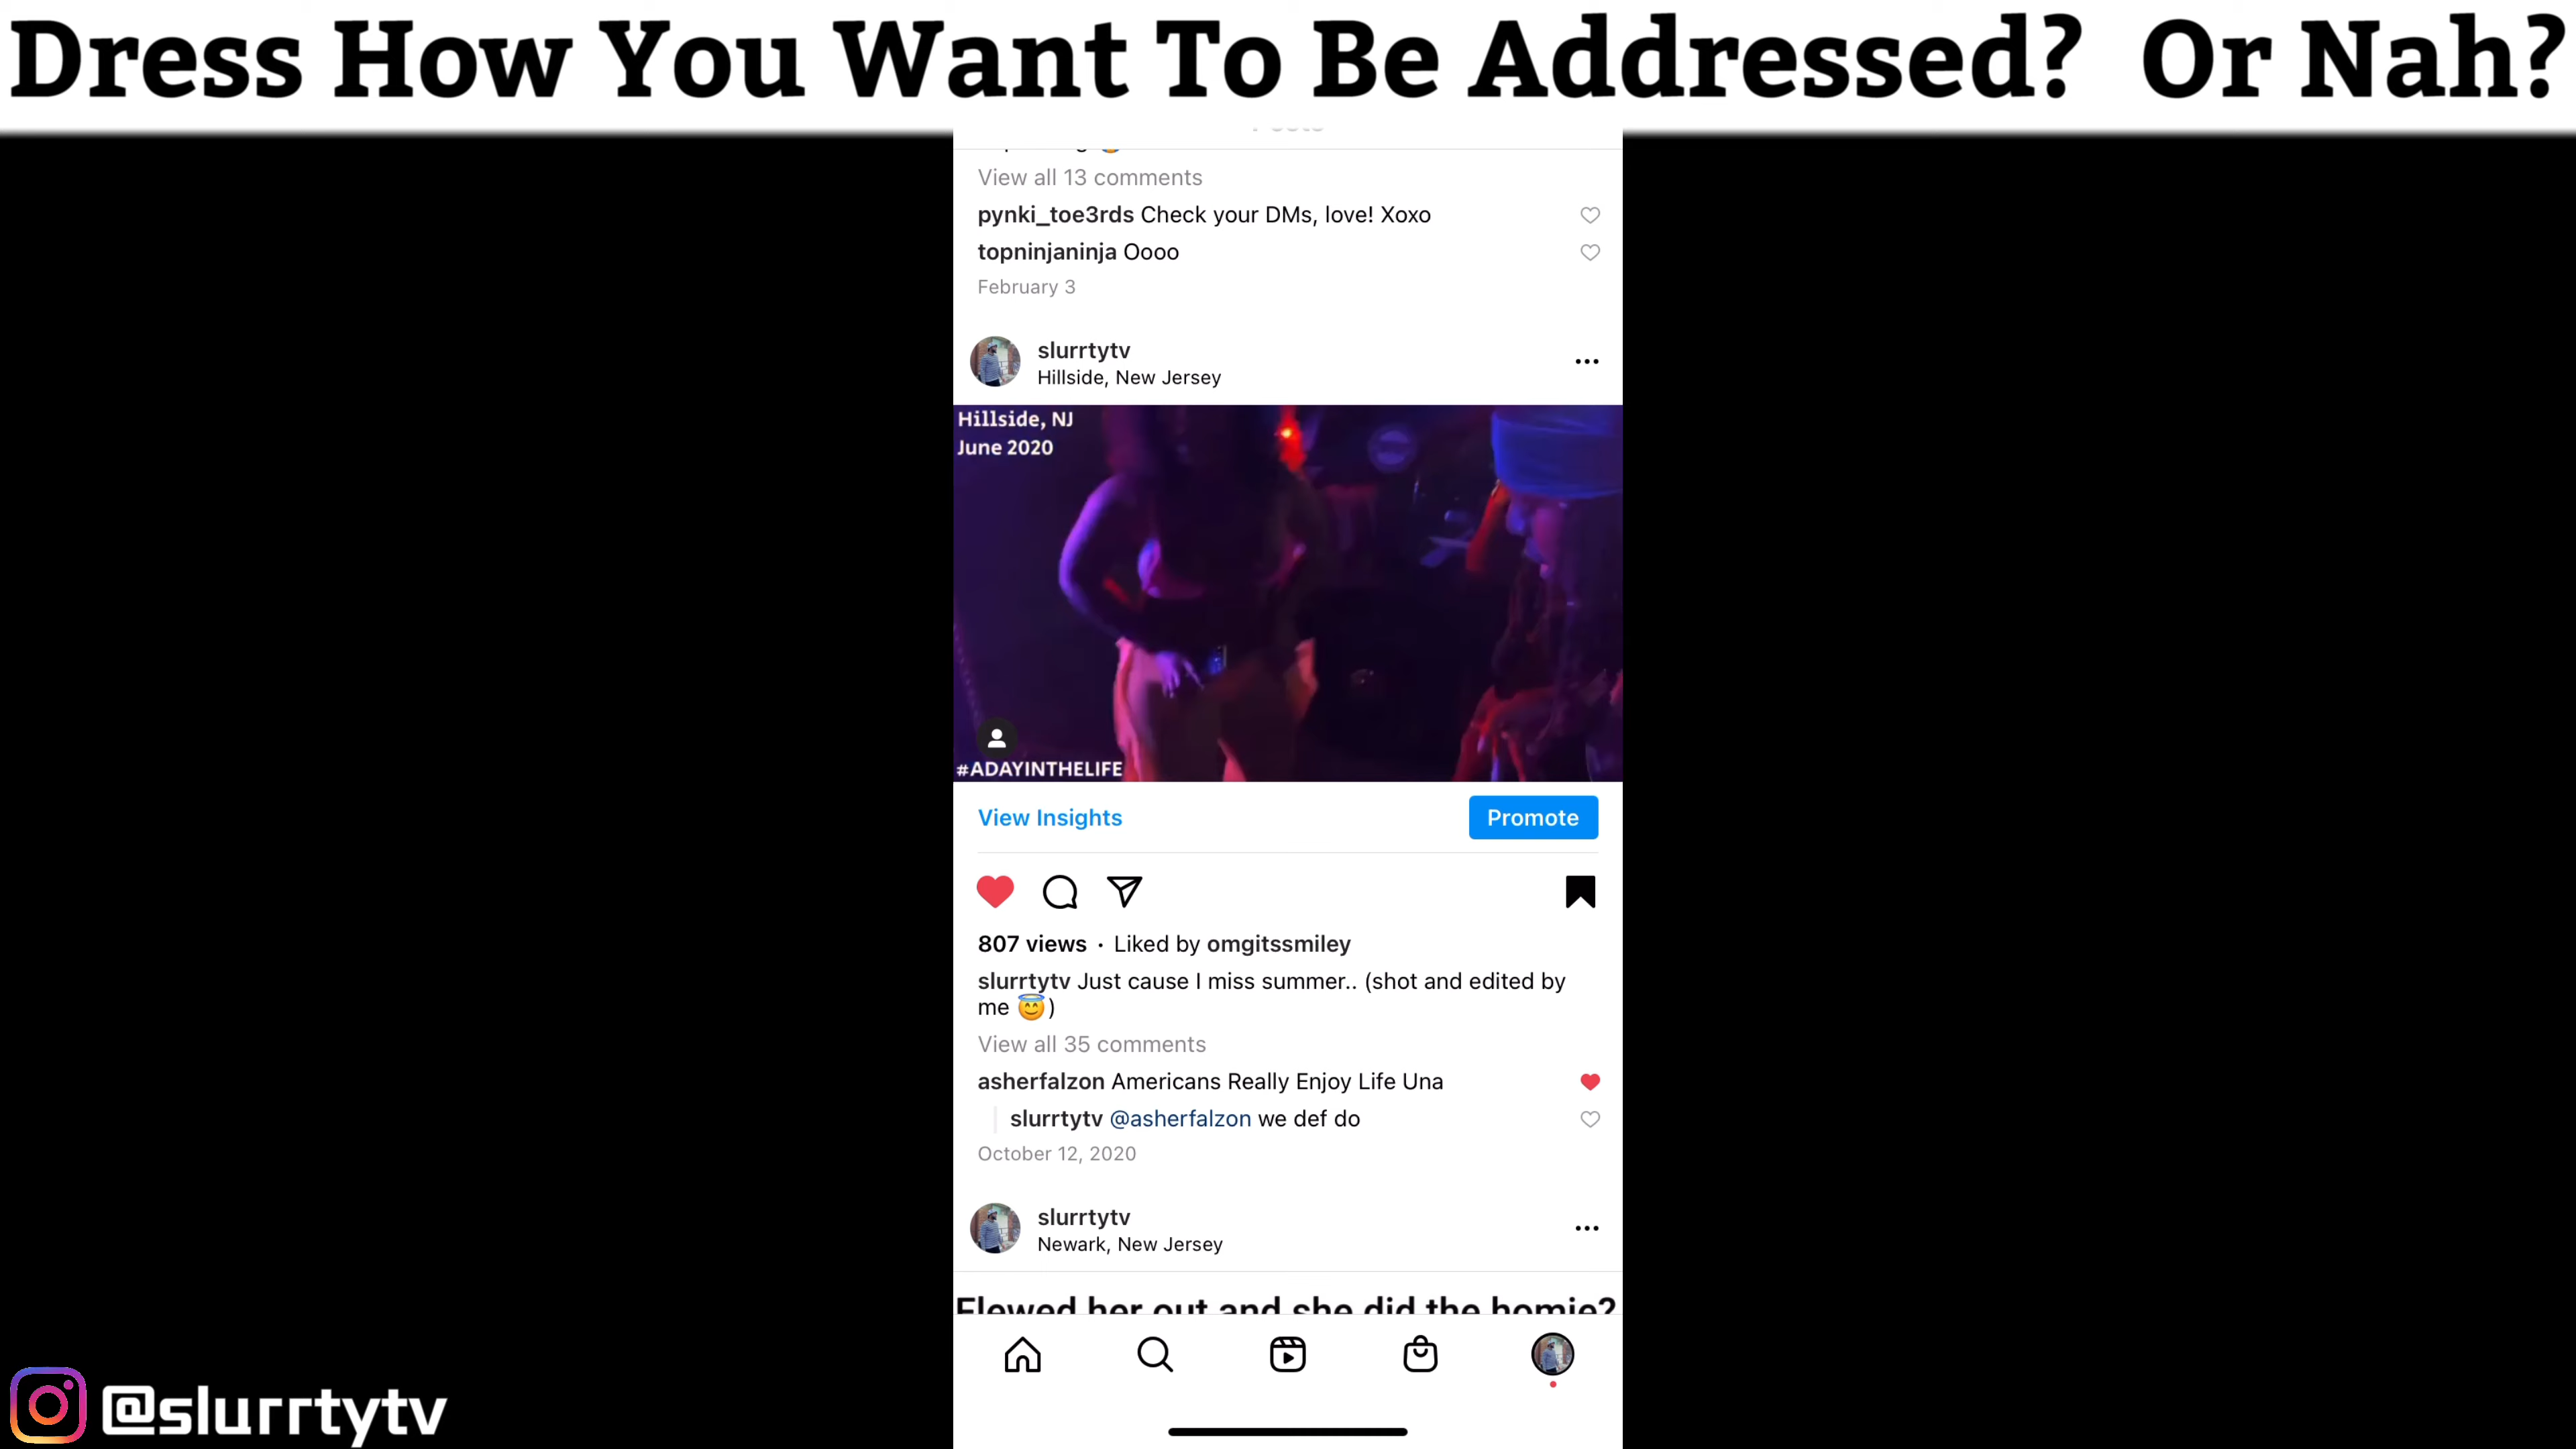 Dress How You Want To Be Addressed? Or Nah?
View all 13 comments
pynki_toe3rds Check your DMs, love! Xoxo
topninjaninja Oooo
February 3
slurrtytv
Hillside, New Jersey
Hillside, NJ
June 2020
#ADAYINTHELIFE
View Insights
Promote
807 views · Liked by omgitssmiley
slurrtytv Just cause I miss summer.. (shot and edited by
me 😇)
View all 35 comments
asherfalzon Americans Really Enjoy Life Una
slurrtytv @asherfalzon we def do
October 12, 2020
slurrtytv
Newark, New Jersey
Flewed her out and she did the homie?
@slurrtytv